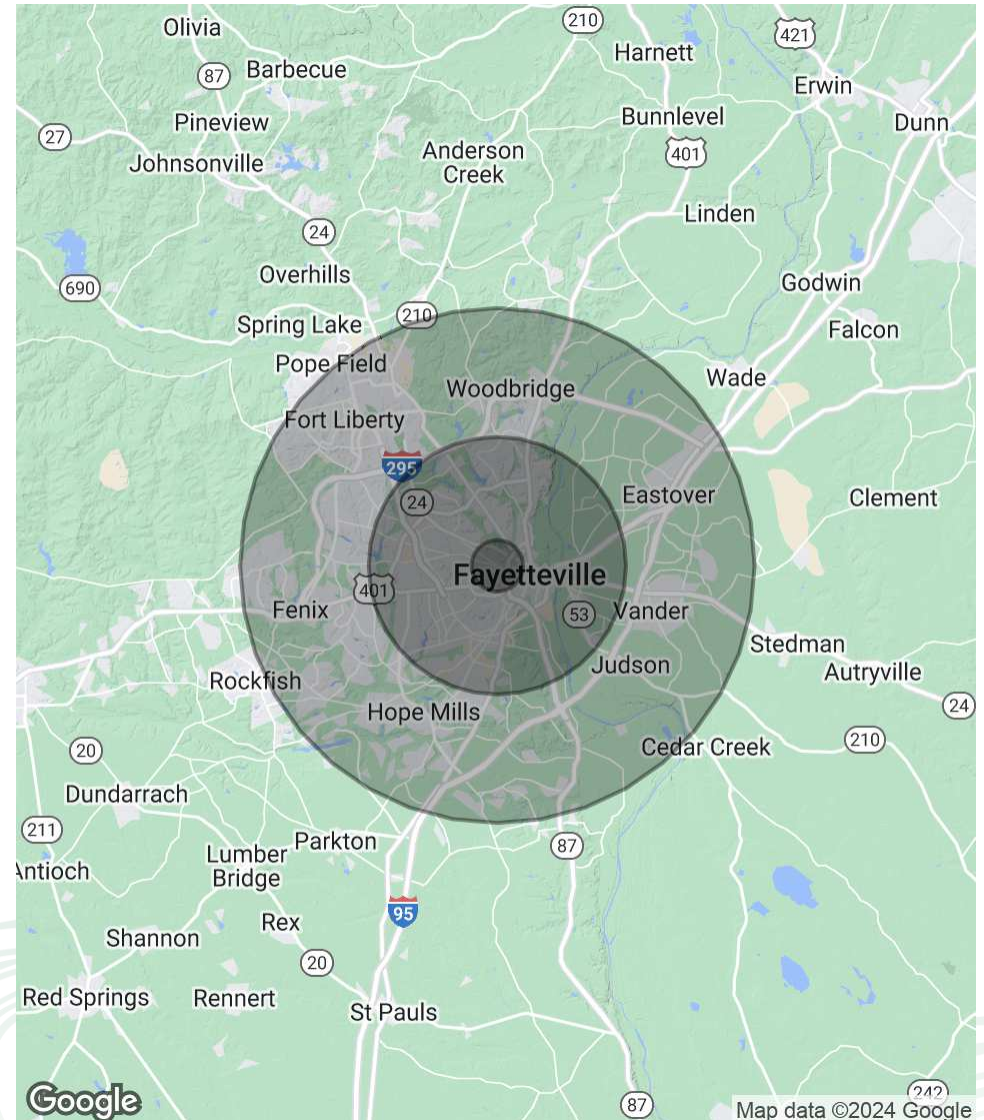 Olivia
210
421
Harnett
87
Barbecue
Erwin
Bunnlevel
Pineview
Dunn
27
Johnsonville
Anderson
Creek
401
Linden
24
Overhills
690
Godwin
210
Spring Lake
Falcon
Pope Field
Wade
Woodbridge
Fort Liberty
295
24
Eastover
Clement
Fayetteville
401
Fenix
53
Vander
Stedman
Judson
Autryville
Rockfish
24
Hope Mills
20
Cedar Creek
210
Dundarrach
211
Parkton
87
Lumber
Bridge
Antioch
95
Rex
Shannon
20
Red Springs
Rennert
St Pauls
242
Google
87
Map data ©2024 Google